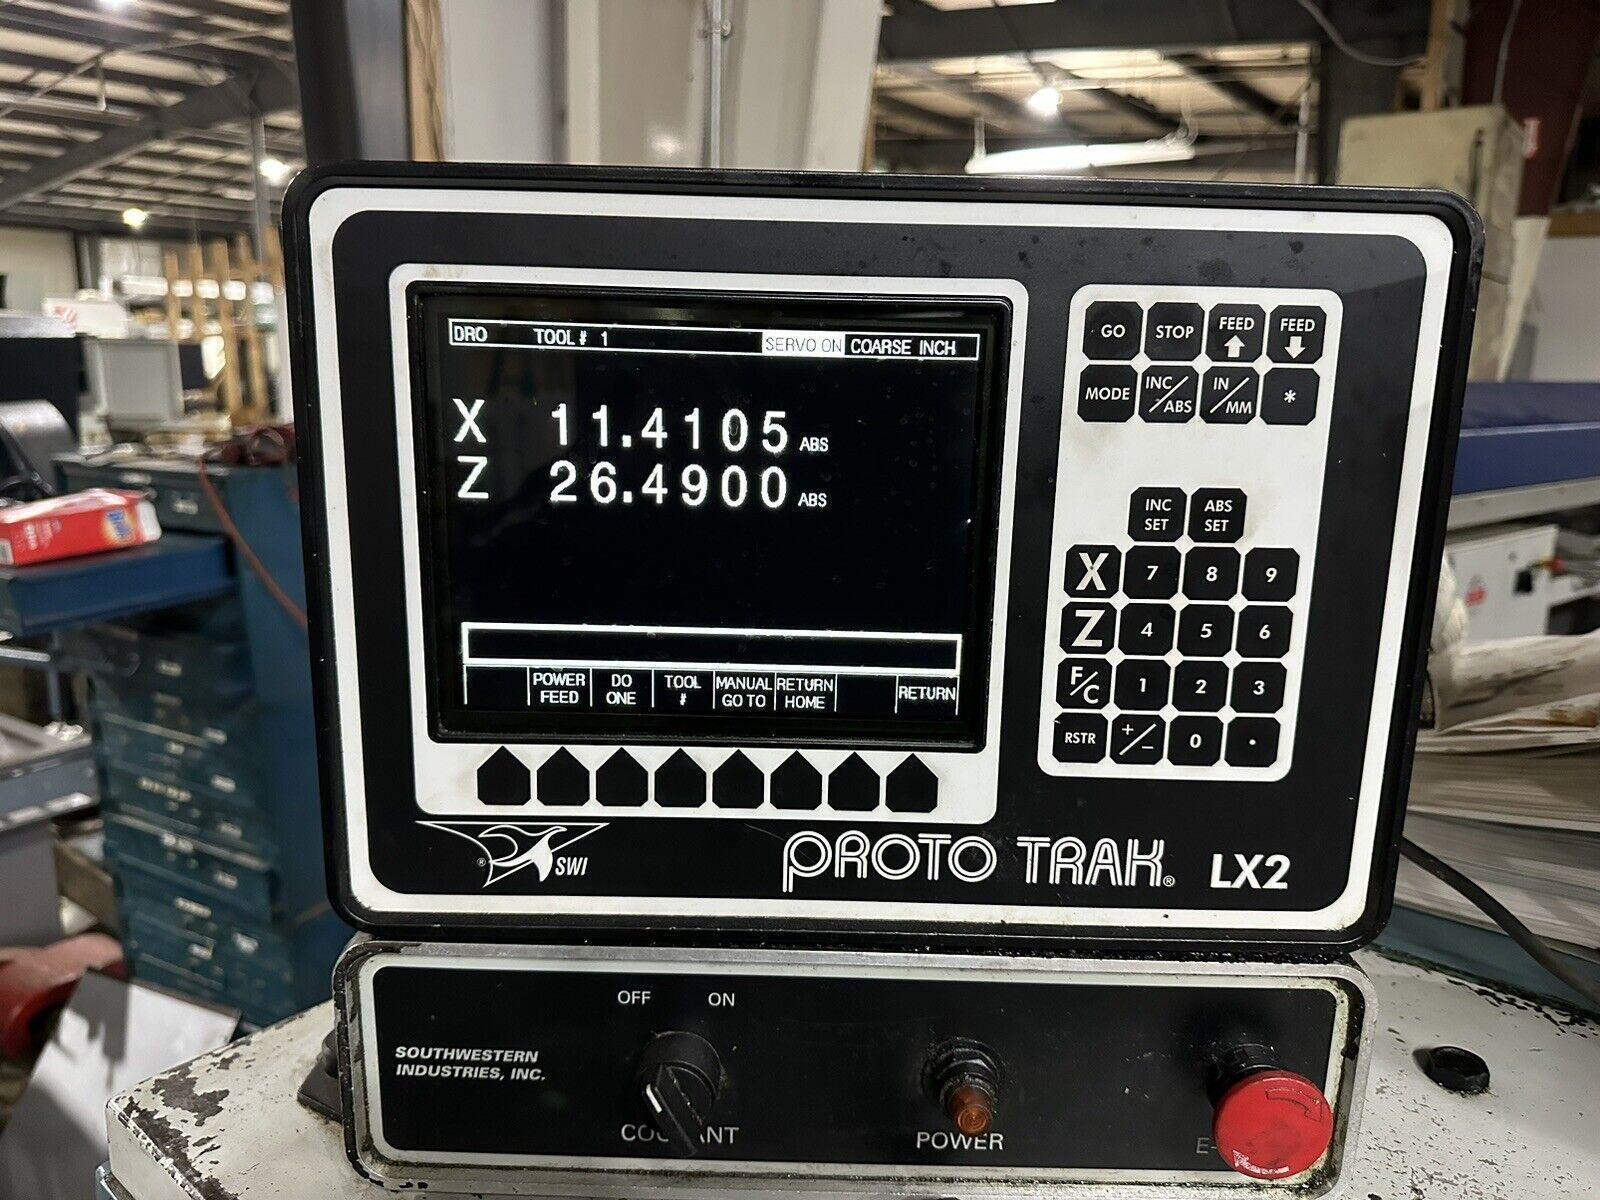 DRO TOOL # 1 SERVO ON COARSE INCH
X 11.4105 ABS
Z 26.4900 ABS
POWER FEED
DO ONE
TOOL #
MANUAL GO TO
RETURN HOME
RETURN
GO STOP FEED FEED
MODE INC/ABS IN/MM *
INC SET
ABS SET
X 7 8 9
Z 4 5 6
F/C 1 2 3
RSTR +/- 0 .
® SWI
PROTO TRAK® LX2
OFF ON
SOUTHWESTERN
INDUSTRIES, INC.
POWER
E-